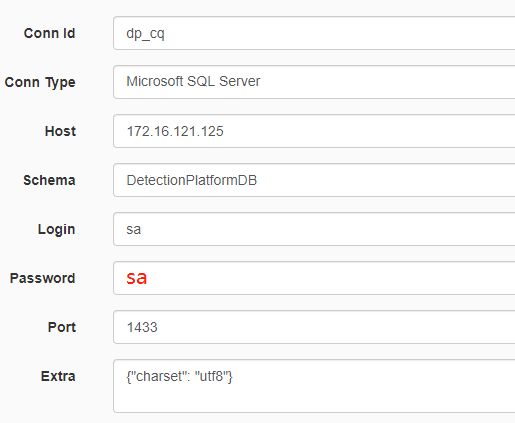 Conn Id dp_cq
Conn Type Microsoft SQL Server
Host 172.16.121.125
Schema DetectionPlatformDB
Login sa
Password sa
Port 1433
Extra {"charset": "utf8"}